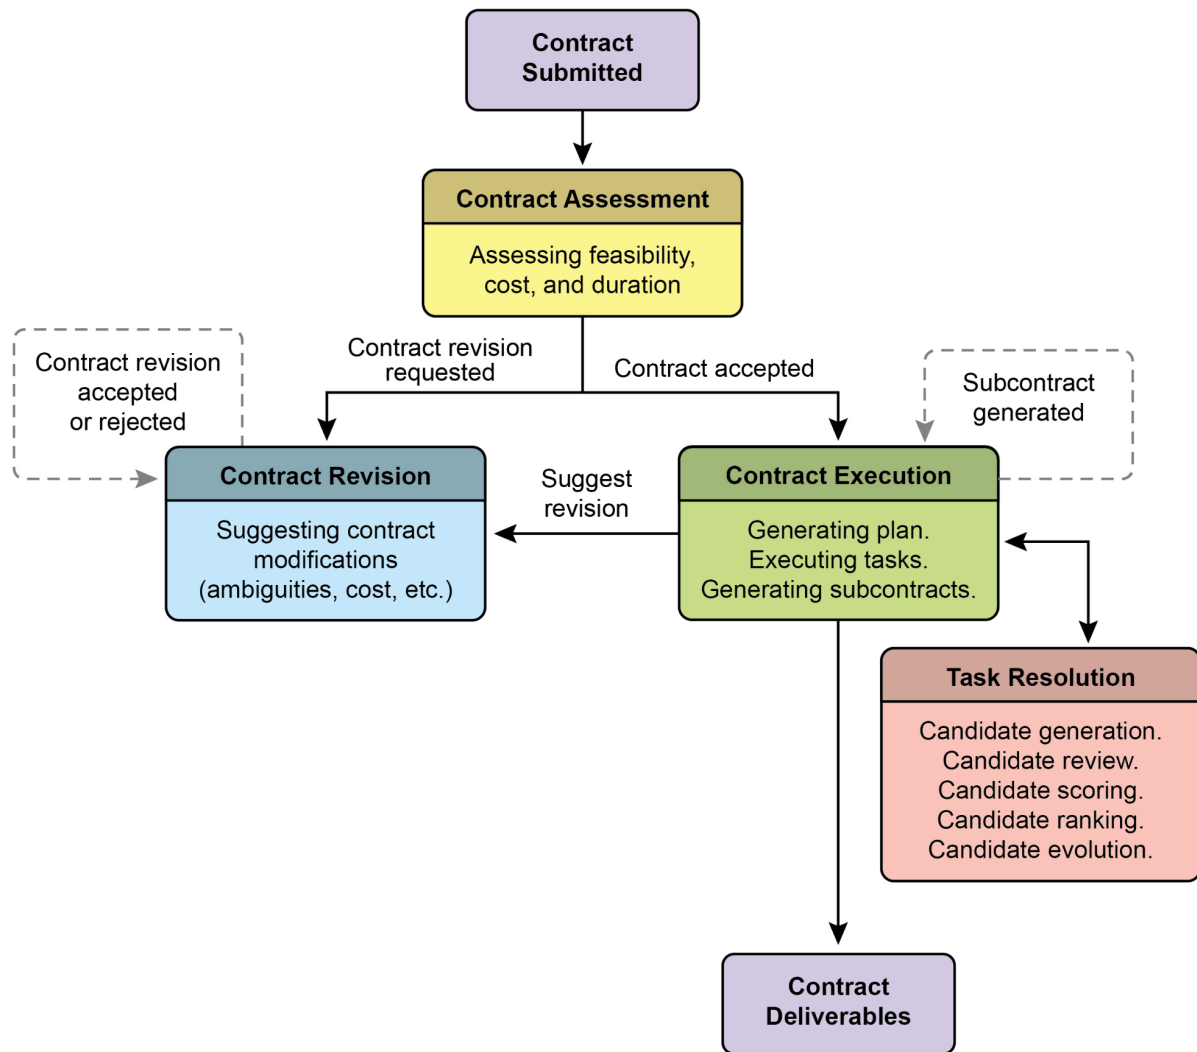 Contract
Submitted
Contract Assessment
Assessing feasibility,
cost, and duration
Contract revision
requested
Contract accepted
Contract revision
accepted
or rejected
Subcontract
generated
Contract Revision
Suggesting contract
modifications
(ambiguities, cost, etc.)
Suggest
revision
Contract Execution
Generating plan.
Executing tasks.
Generating subcontracts.
Task Resolution
Candidate generation.
Candidate review.
Candidate scoring.
Candidate ranking.
Candidate evolution.
Contract
Deliverables